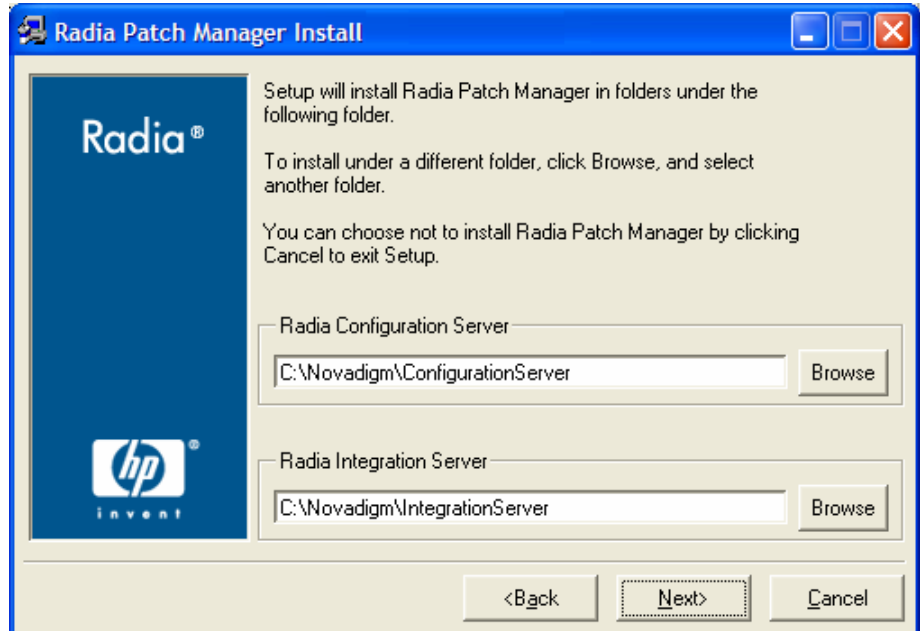 Radia Patch Manager Install
Radia®
Setup will install Radia Patch Manager in folders under the
following folder.
To install under a different folder, click Browse, and select
another folder.
You can choose not to install Radia Patch Manager by clicking
Cancel to exit Setup.
Radia Configuration Server
C:\Novadigm\ConfigurationServer
Browse
Radia Integration Server
C:\Novadigm\IntegrationServer
Browse
hp®
invent
<Back
Next>
Cancel